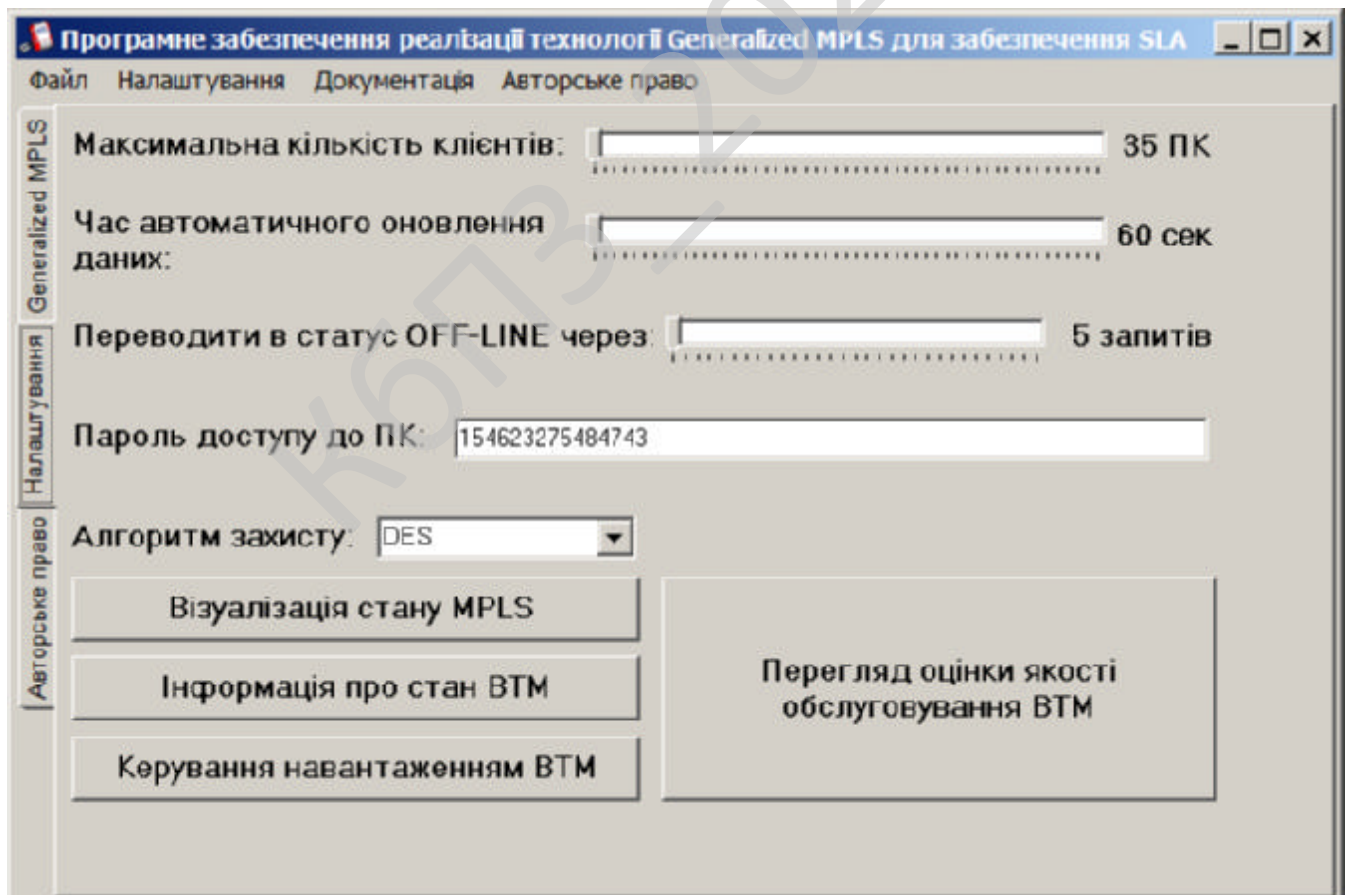 Програмне забезпечення реалізації технології Generalized MPLS для забезпечення SLA
Файл Налаштування Документація Авторське право
Generalized MPLS
Налаштування
Авторське право
Максимальна кількість клієнтів: 35 ПК
Час автоматичного оновлення
даних: 60 сек
Переводити в статус OFF-LINE через: 5 запитів
Пароль доступу до ПК: 154623275484743
Алгоритм захисту: DES
Візуалізація стану MPLS
Інформація про стан ВТМ
Керування навантаженням ВТМ
Перегляд оцінки якості
обслуговування ВТМ